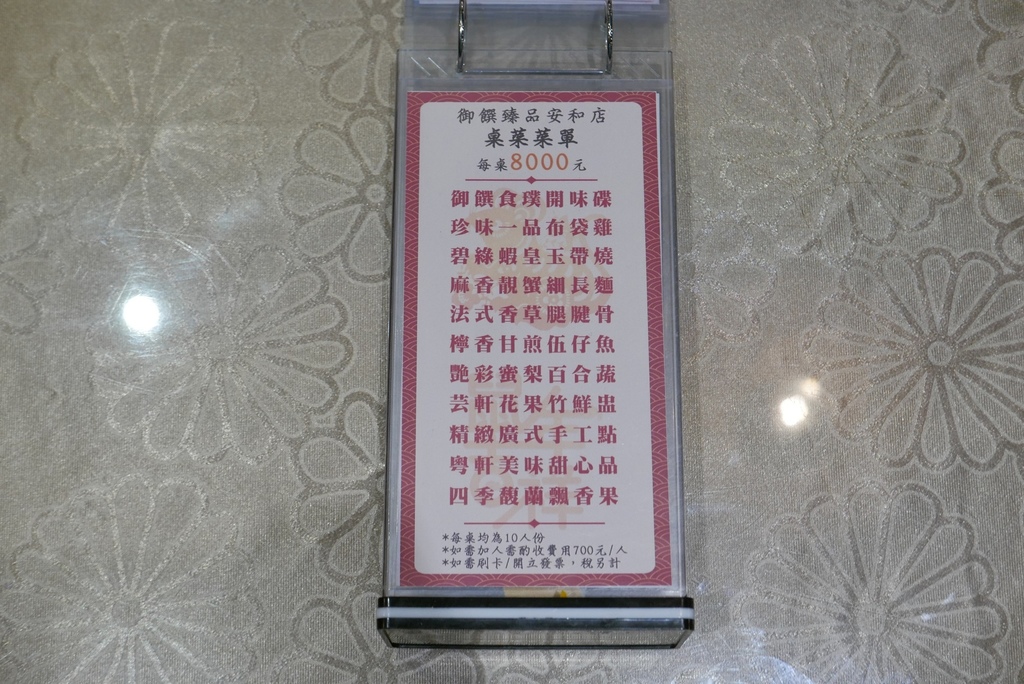 御饌臻品安和店
桌菜菜單
每桌8000元
御饌食璞開味碟
珍味一品布袋雞
碧綠蝦皇玉帶燒
麻香靚蟹細長麵
法式香草腿腱骨
檸香甘煎伍仔魚
艷彩蜜梨百合蔬
芸軒花果竹鮮盅
精緻廣式手工點
粵軒美味甜心品
四季馥蘭飄香果
*每桌均為10人份
*如需加人需酌收費用700元/人
*如需刷卡/開立發票，稅另計